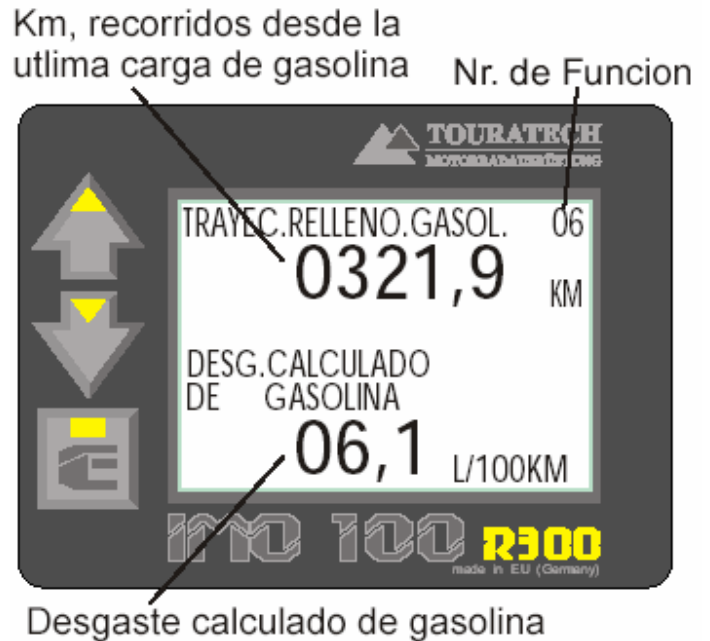 Km, recorridos desde la
utlima carga de gasolina
Nr. de Funcion
TOURATECH
MOTORRADAUSRÜSTUNG
TRAYEC.RELLENO.GASOL. 06
0321,9 KM
DESG.CALCULADO
DE GASOLINA
06,1 L/100KM
IMO 100 R300
made in EU (Germany)
Desgaste calculado de gasolina